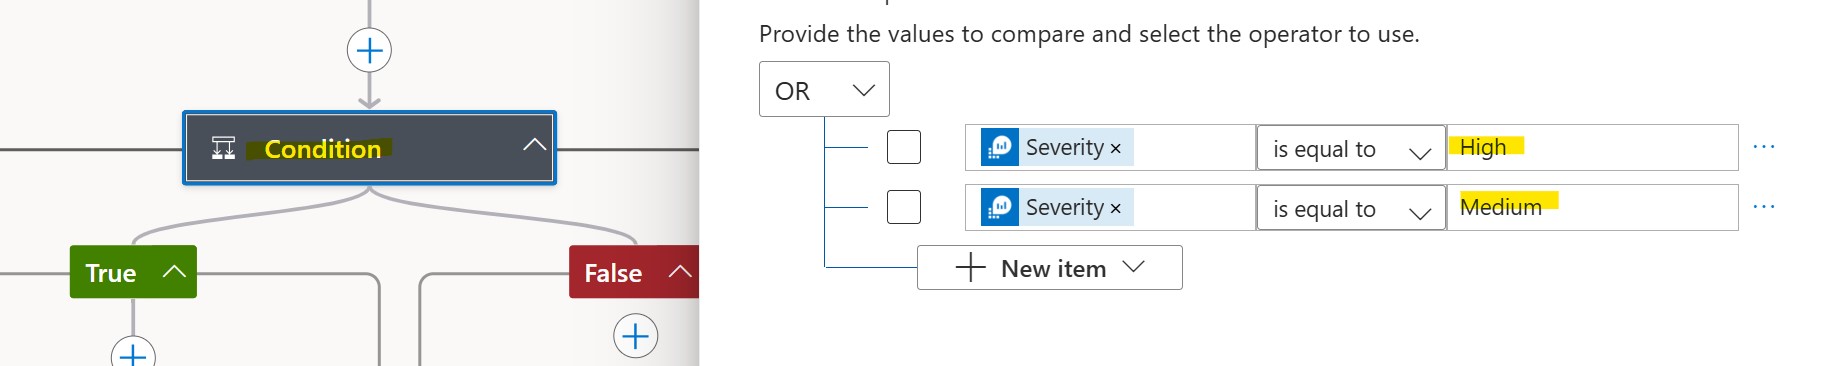 Provide the values to compare and select the operator to use.
OR
Condition
Severity × is equal to High
Severity × is equal to Medium
New item
True
False